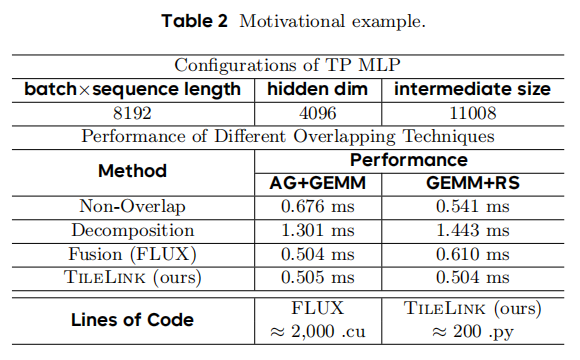 Table 2 Motivational example.
Configurations of TP MLP
batch×sequence length hidden dim intermediate size
8192 4096 11008
Performance of Different Overlapping Techniques
Method Performance
AG+GEMM GEMM+RS
Non-Overlap 0.676 ms 0.541 ms
Decomposition 1.301 ms 1.443 ms
Fusion (FLUX) 0.504 ms 0.610 ms
TILELINK (ours) 0.505 ms 0.504 ms
Lines of Code FLUX TILELINK (ours)
≈ 2,000 .cu ≈ 200 .py